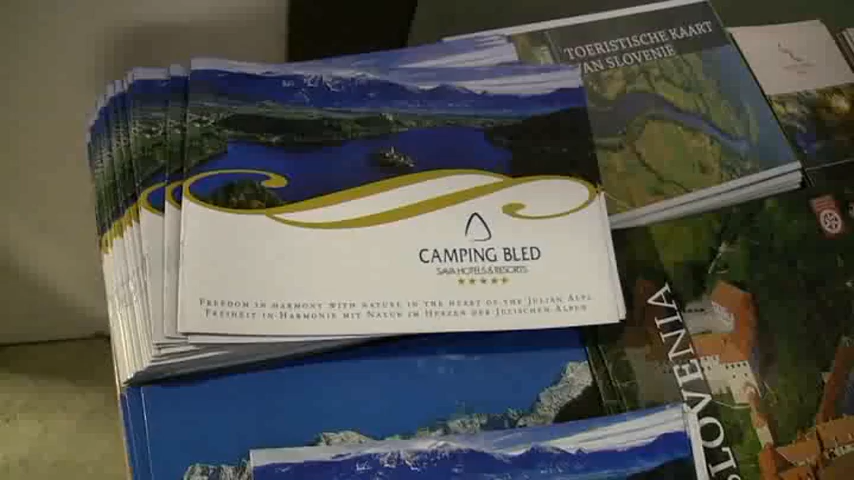 TOERISTISCHE KAART
VAN SLOVENIE
CAMPING BLED
SAVA HOTELS & RESORTS
FREEDOM IN HARMONY WITH NATURE IN THE HEART OF THE JULIAN ALPS
FREIHEIT IN HARMONIE MIT NATUR IM HERZEN DER JULISCHEN ALPEN
SLOVENIA